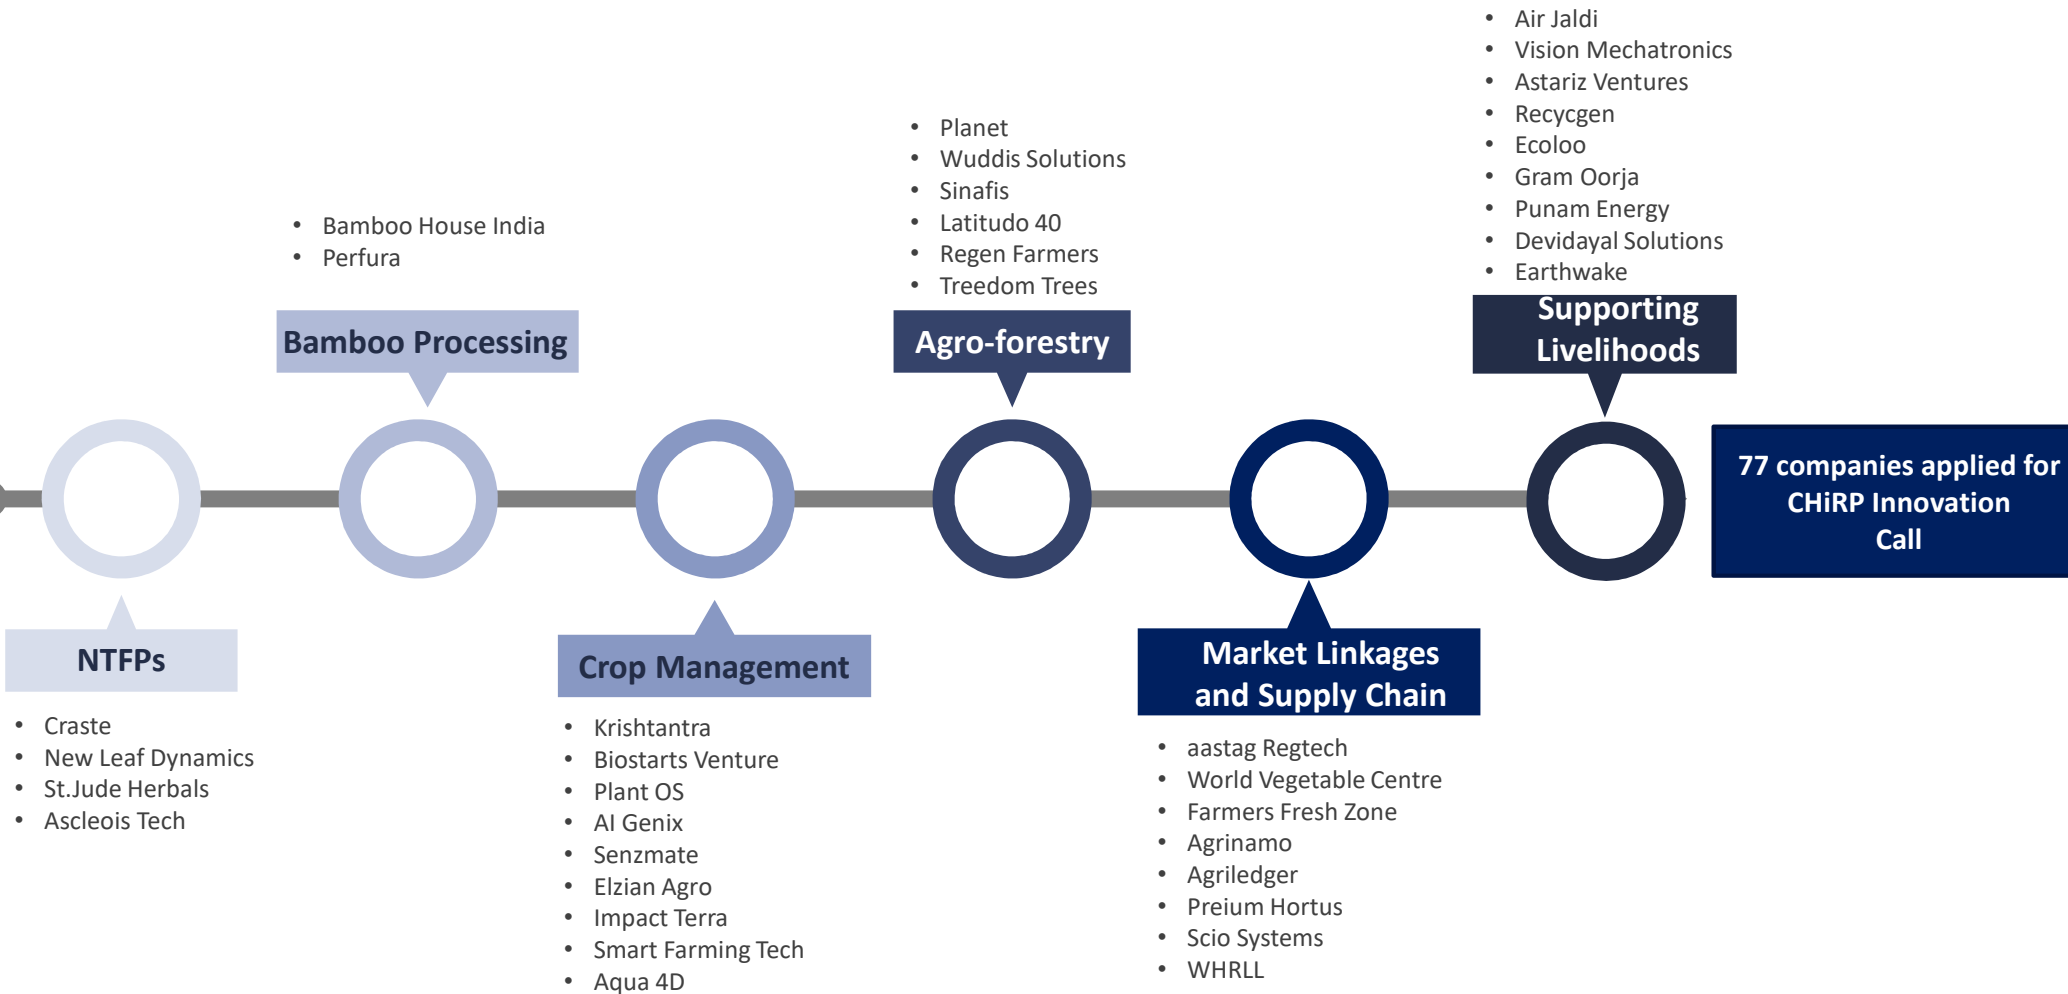 • Air Jaldi
• Vision Mechatronics
• Astariz Ventures
• Recycgen
• Ecoloo
• Gram Oorja
• Punam Energy
• Devidayal Solutions
• Earthwake
Supporting
Livelihoods
• Planet
• Wuddis Solutions
• Sinafis
• Latitudo 40
• Regen Farmers
• Treedom Trees
Agro-forestry
• Bamboo House India
• Perfura
Bamboo Processing
77 companies applied for
CHiRP Innovation
Call
NTFPs
• Craste
• New Leaf Dynamics
• St.Jude Herbals
• Ascleois Tech
Crop Management
• Krishtantra
• Biostarts Venture
• Plant OS
• AI Genix
• Senzmate
• Elzian Agro
• Impact Terra
• Smart Farming Tech
• Aqua 4D
Market Linkages
and Supply Chain
• aastag Regtech
• World Vegetable Centre
• Farmers Fresh Zone
• Agrinamo
• Agriledger
• Preium Hortus
• Scio Systems
• WHRLL